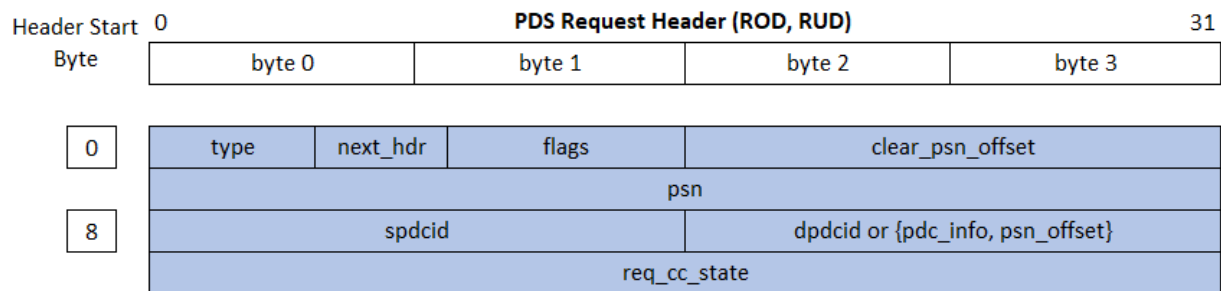 Header Start Byte
0 PDS Request Header (ROD, RUD) 31
byte 0 byte 1 byte 2 byte 3
0 type next_hdr flags clear_psn_offset
psn
8 spdcid dpdcid or {pdc_info, psn_offset}
req_cc_state